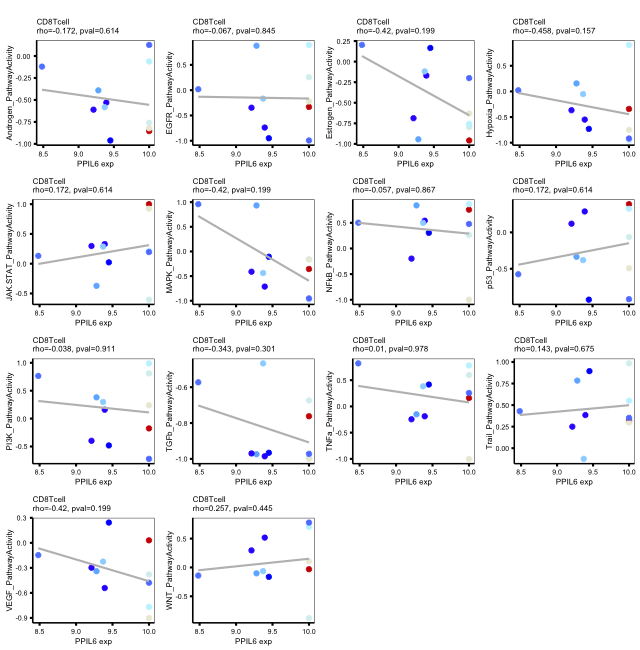 CD8Tcell
rho=-0.172, pval=0.614
CD8Tcell
rho=-0.067, pval=0.845
CD8Tcell
rho=-0.42, pval=0.199
CD8Tcell
rho=-0.458, pval=0.157
Androgen_PathwayActivity
0.0
-0.25
-0.50
-0.75
-1.00
8.5
9.0
9.5
10.0
PPIL6 exp
EGFR_PathwayActivity
0.5
0.0
-0.5
-1.0
8.5
9.0
9.5
10.0
PPIL6 exp
Estrogen_PathwayActivity
0.25
0.00
-0.25
-0.50
-0.75
-1.00
8.5
9.0
9.5
10.0
PPIL6 exp
Hypoxia_PathwayActivity
0.5
0.0
-0.5
-1.0
8.5
9.0
9.5
10.0
PPIL6 exp
CD8Tcell
rho=0.172, pval=0.614
CD8Tcell
rho=-0.42, pval=0.199
CD8Tcell
rho=-0.057, pval=0.867
CD8Tcell
rho=0.172, pval=0.614
JAK-STAT_PathwayActivity
1.0
0.5
0.0
-0.5
8.5
9.0
9.5
10.0
PPIL6 exp
MAPK_PathwayActivity
1.0
0.5
0.0
-0.5
-1.0
8.5
9.0
9.5
10.0
PPIL6 exp
NFkB_PathwayActivity
0.5
0.0
-0.5
-1.0
8.5
9.0
9.5
10.0
PPIL6 exp
p53_PathwayActivity
0.0
-0.5
8.5
9.0
9.5
10.0
PPIL6 exp
CD8Tcell
rho=-0.038, pval=0.911
CD8Tcell
rho=-0.343, pval=0.301
CD8Tcell
rho=0.01, pval=0.978
CD8Tcell
rho=0.143, pval=0.675
PI3K_PathwayActivity
1.0
0.5
0.0
-0.5
8.5
9.0
9.5
10.0
PPIL6 exp
TGFb_PathwayActivity
-0.6
-0.8
-1.0
8.5
9.0
9.5
10.0
PPIL6 exp
TNFa_PathwayActivity
0.5
0.0
-0.5
-1.0
8.5
9.0
9.5
10.0
PPIL6 exp
Trail_PathwayActivity
1.00
0.75
0.50
0.25
0.00
8.5
9.0
9.5
10.0
PPIL6 exp
CD8Tcell
rho=-0.42, pval=0.199
CD8Tcell
rho=0.257, pval=0.445
VEGF_PathwayActivity
0.3
0.0
-0.3
-0.6
-0.9
8.5
9.0
9.5
10.0
PPIL6 exp
WNT_PathwayActivity
0.5
0.0
-0.5
8.5
9.0
9.5
10.0
PPIL6 exp